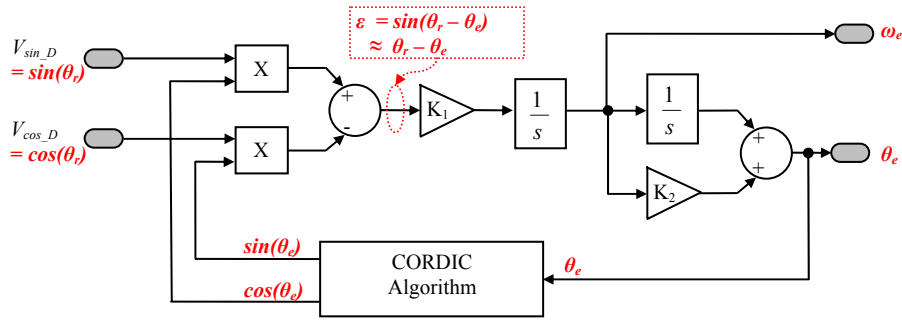 ε = sin(θr – θe)
≈ θr – θe
Vsin_D
= sin(θr)
X
+
-
K1
1
s
1
s
ωe
Vcos_D
= cos(θr)
X
+
+
K2
θe
sin(θe)
cos(θe)
CORDIC
Algorithm
θe